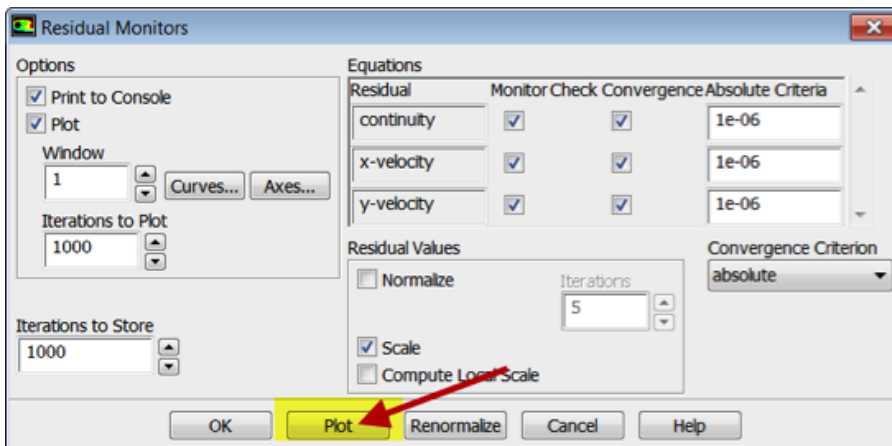 Residual Monitors
Options
Print to Console
Plot
Window
1
Curves... Axes...
Iterations to Plot
1000
Iterations to Store
1000
Equations
Residual Monitor Check Convergence Absolute Criteria
continuity 1e-06
x-velocity 1e-06
y-velocity 1e-06
Residual Values
Normalize
Iterations
5
Scale
Compute Local Scale
Convergence Criterion
absolute
OK Plot Renormalize Cancel Help